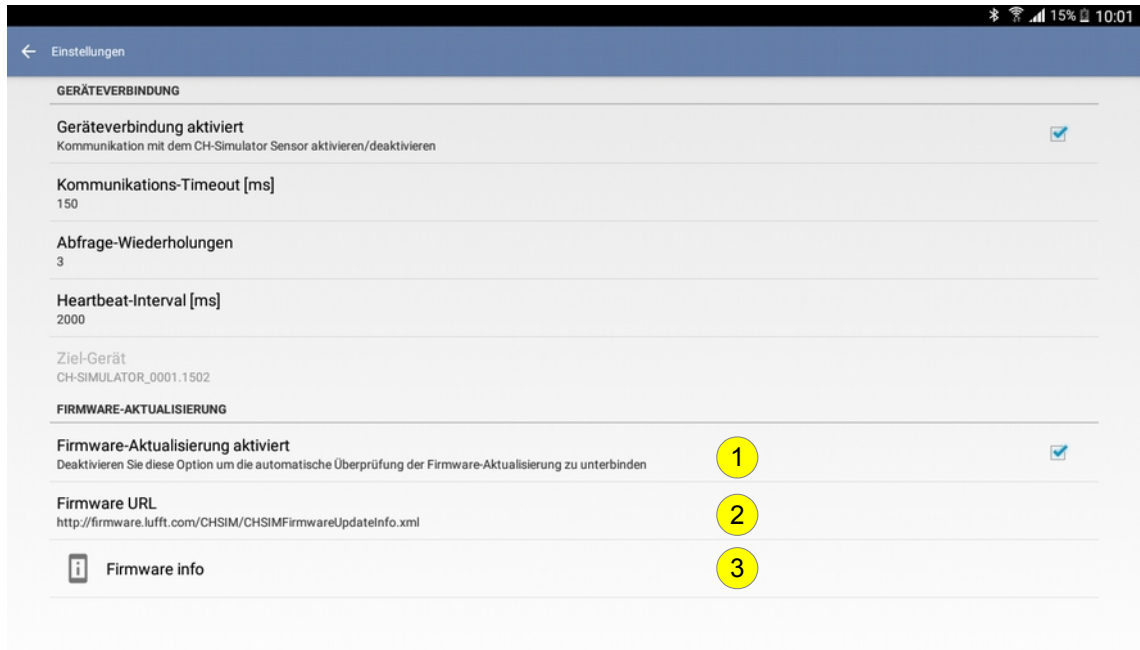 15% 10:01
Einstellungen
GERÄTEVERBINDUNG
Geräteverbindung aktiviert
Kommunikation mit dem CH-Simulator Sensor aktivieren/deaktivieren
Kommunikations-Timeout [ms]
150
Abfrage-Wiederholungen
3
Heartbeat-Interval [ms]
2000
Ziel-Gerät
CH-SIMULATOR_0001.1502
FIRMWARE-AKTUALISIERUNG
Firmware-Aktualisierung aktiviert
Deaktivieren Sie diese Option um die automatische Überprüfung der Firmware-Aktualisierung zu unterbinden
1
Firmware URL
http://firmware.lufft.com/CHSIM/CHSIMFirmwareUpdateInfo.xml
2
Firmware info
3